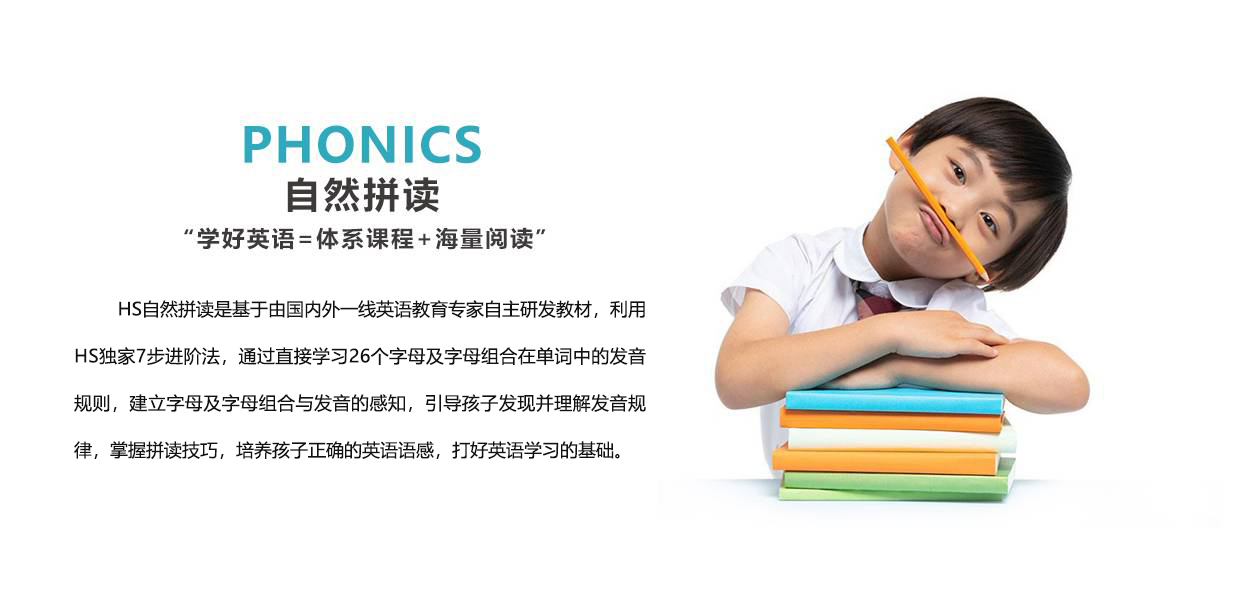 PHONICS
自然拼读
“学好英语=体系课程+海量阅读”
HS自然拼读是基于由国内外一线英语教育专家自主研发教材，利用
HS独家7步进阶法，通过直接学习26个字母及字母组合在单词中的发音
规则，建立字母及字母组合与发音的感知，引导孩子发现并理解发音规
律，掌握拼读技巧，培养孩子正确的英语语感，打好英语学习的基础。